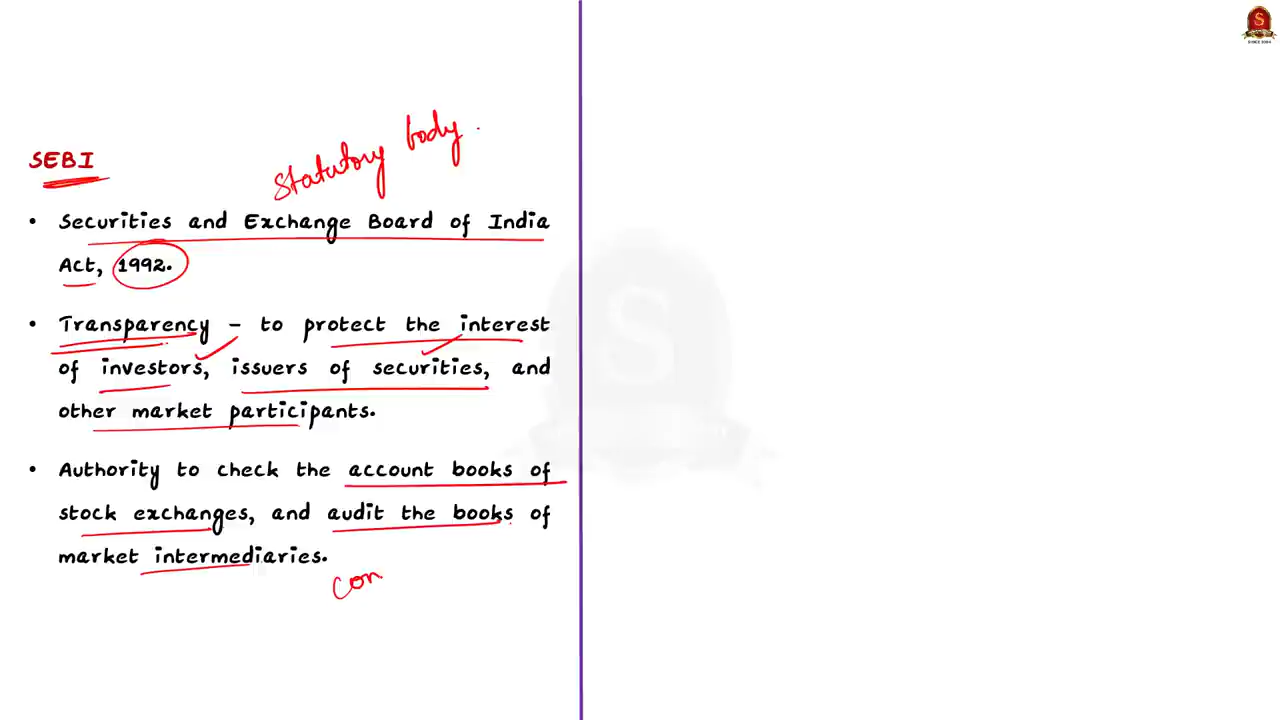 statutory body.
SEBI
• Securities and Exchange Board of India
Act, 1992.
• Transparency - to protect the interest
of investors, issuers of securities, and
other market participants.
• Authority to check the account books of
stock exchanges, and audit the books of
market intermediaries.
con
S
S